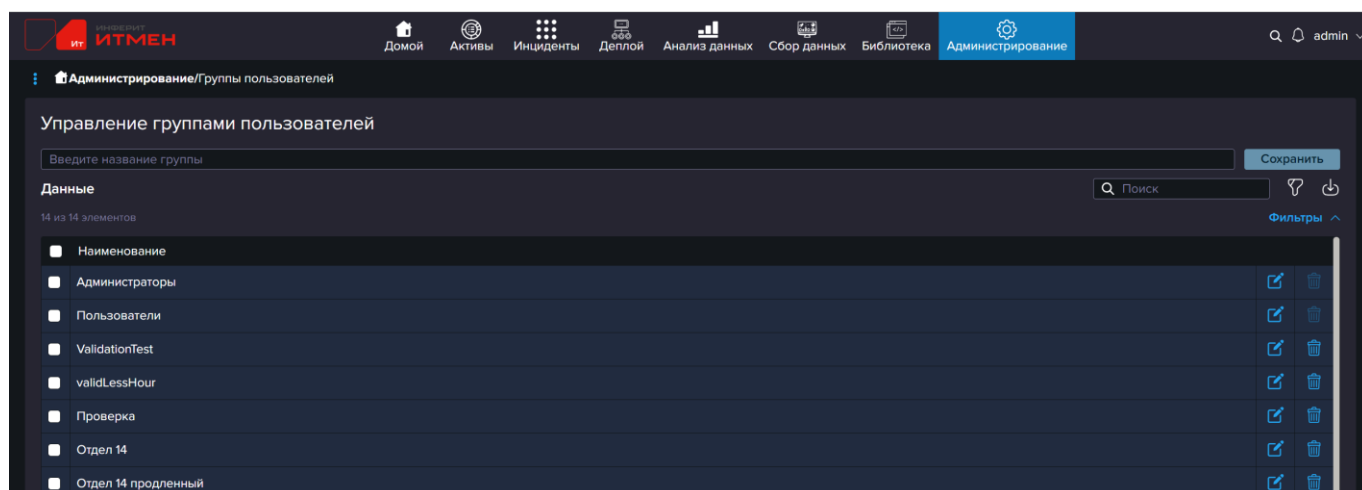 ИНФЕРИТ
ИТ ИТМЕН
Домой Активы Инциденты Деплой Анализ данных Сбор данных Библиотека Администрирование admin
Администрирование/Группы пользователей
Управление группами пользователей
Введите название группы Сохранить
Данные Поиск
14 из 14 элементов Фильтры
Наименование
Администраторы
Пользователи
ValidationTest
validLessHour
Проверка
Отдел 14
Отдел 14 продленный